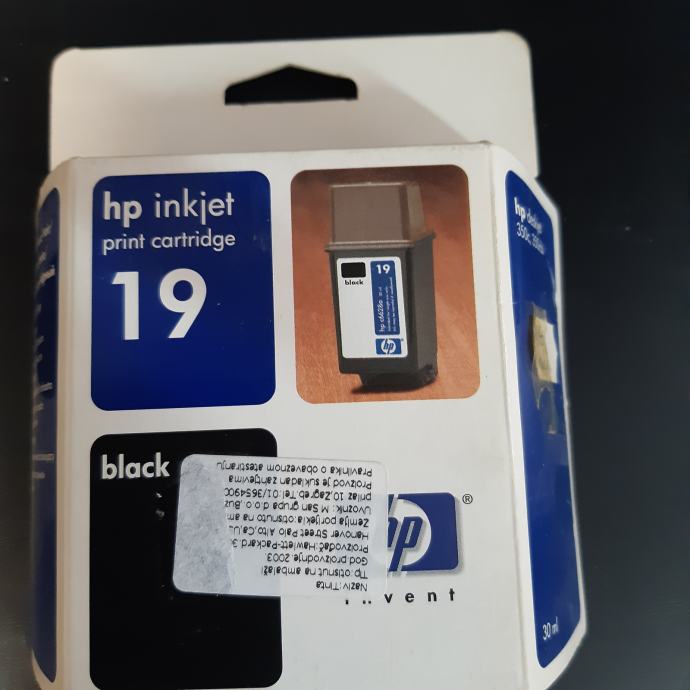 hp inkjet
print cartridge
19
black
19
black
hp c6628a
hp
hp deskjet
350c, 350cbi
Naziv:Tinta
Tip:otisnut na ambalaži
God.proizvodnje:2003
Proizvođač:Hewlett-Packard,3
Hanover Street Palo Alto,Ca,U
Zemlja porijekla:otisnuto na am
Uvoznik: M San grupa d.o.o.,Buz
prilaz 10,Zagreb,Tel:01/3654900
Proizvod je sukladan zahtjevima
Pravilnika o obaveznom atestiranju
hp
®
invent
30 ml